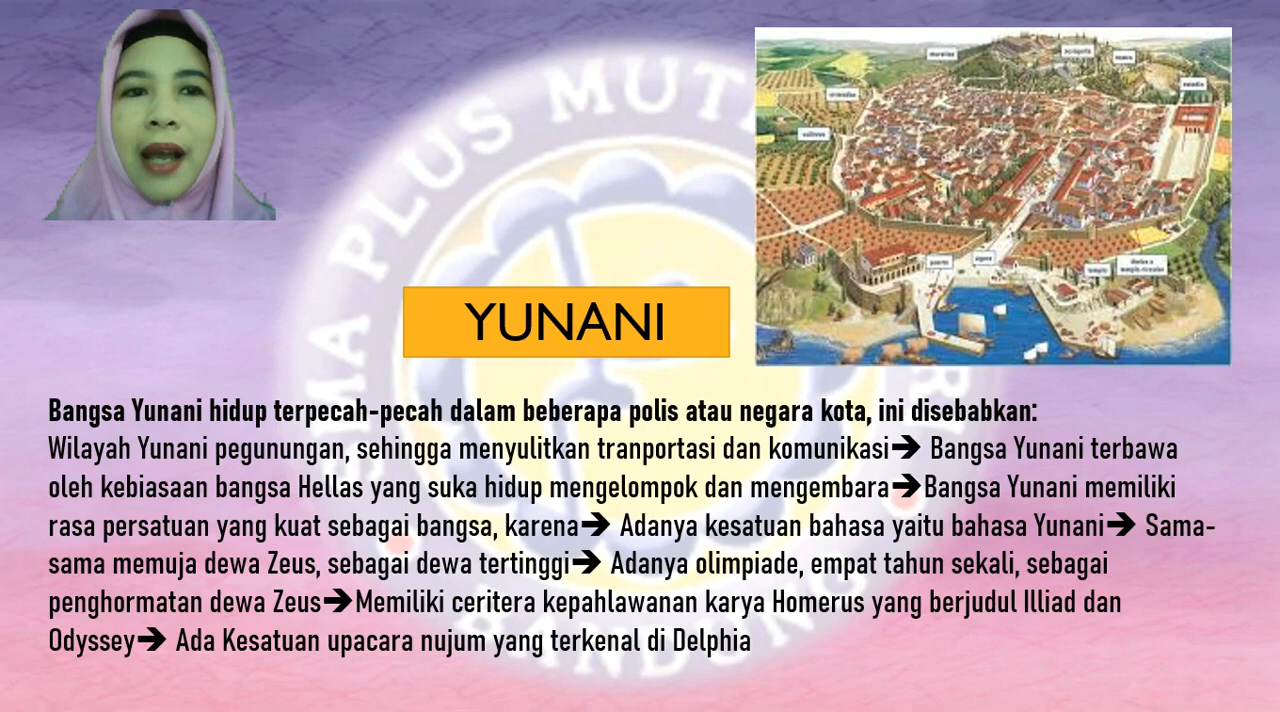 YUNANI
Bangsa Yunani hidup terpecah-pecah dalam beberapa polis atau negara kota, ini disebabkan:
Wilayah Yunani pegunungan, sehingga menyulitkan tranportasi dan komunikasi➔ Bangsa Yunani terbawa
oleh kebiasaan bangsa Hellas yang suka hidup mengelompok dan mengembara➔Bangsa Yunani memiliki
rasa persatuan yang kuat sebagai bangsa, karena➔ Adanya kesatuan bahasa yaitu bahasa Yunani➔ Sama-
sama memuja dewa Zeus, sebagai dewa tertinggi➔ Adanya olimpiade, empat tahun sekali, sebagai
penghormatan dewa Zeus➔Memiliki ceritera kepahlawanan karya Homerus yang berjudul Illiad dan
Odyssey➔ Ada Kesatuan upacara nujum yang terkenal di Delphia
MA PLUS MUT
BANDUNG